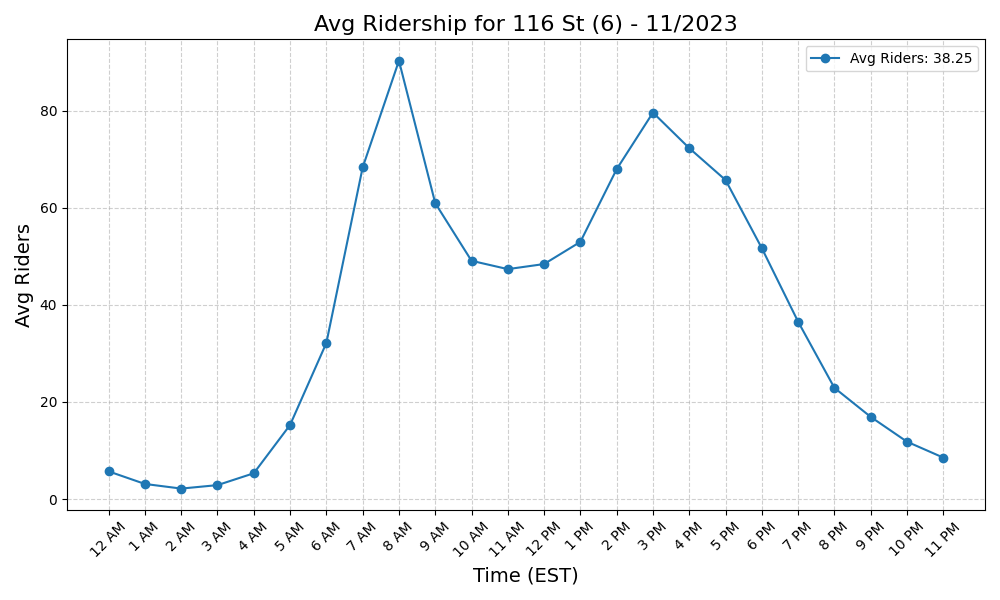 Avg Ridership for 116 St (6) - 11/2023
Avg Riders: 38.25
Avg Riders
80
60
40
20
0
12 AM
1 AM
2 AM
3 AM
4 AM
5 AM
6 AM
7 AM
8 AM
9 AM
10 AM
11 AM
12 PM
1 PM
2 PM
3 PM
4 PM
5 PM
6 PM
7 PM
8 PM
9 PM
10 PM
11 PM
Time (EST)